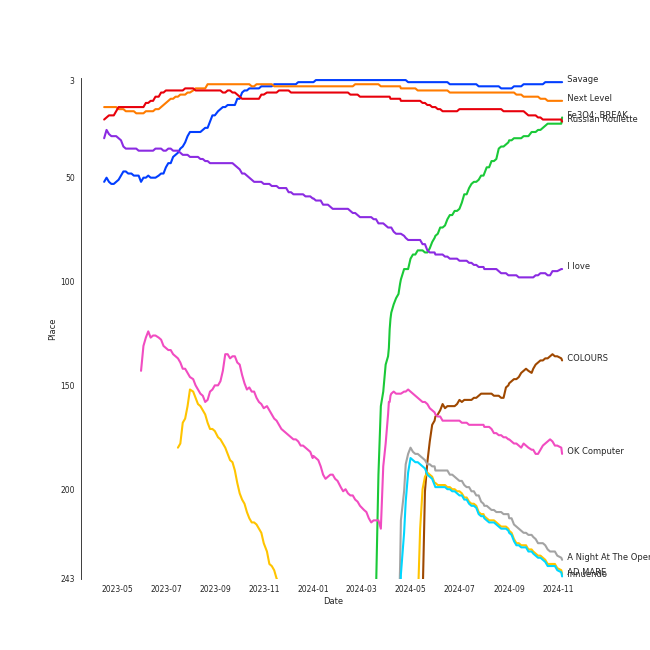 3
Savage
Next Level
Fe3O4: BREAK
Russian Roulette
50
I love
100
COLOURS
150
OK Computer
200
A Night At The Oper
AD MARE
Innuendo
243
2023-05
2023-07
2023-09
2023-11
2024-01
2024-03
2024-05
2024-07
2024-09
2024-11
Date
Place